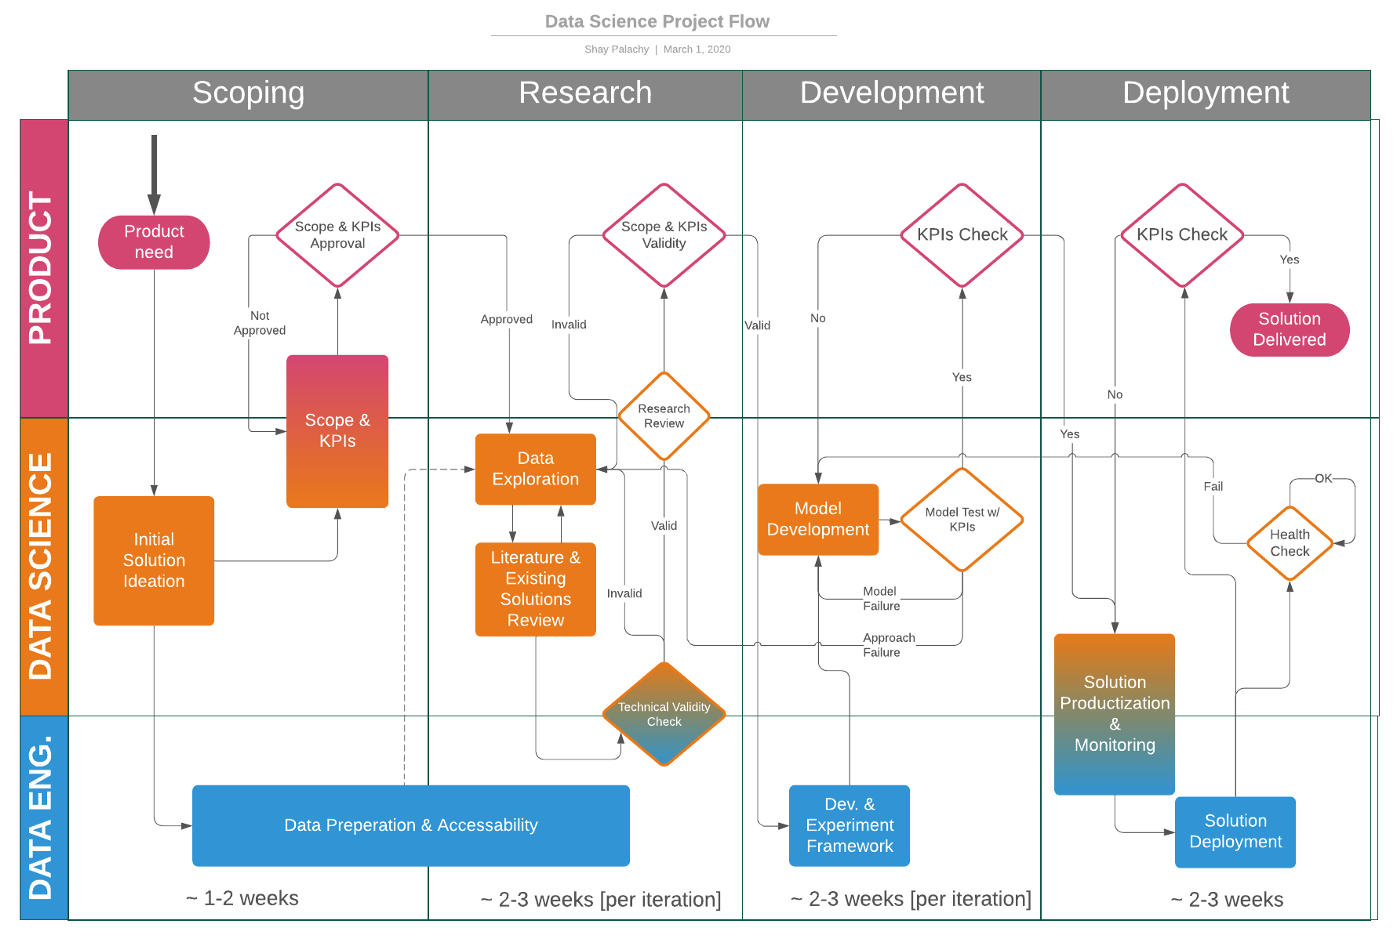 Data Science Project Flow
Shay Palachy | March 1, 2020
Scoping
Research
Development
Deployment
PRODUCT
DATA SCIENCE
DATA ENG.
Product
need
Scope & KPIs
Approval
Not
Approved
Scope &
KPIs
Initial
Solution
Ideation
Approved
Scope & KPIs
Validity
Invalid
Valid
Research
Review
Data
Exploration
Literature &
Existing
Solutions
Review
Valid
Invalid
Technical Validity
Check
Data Preperation & Accessability
KPIs Check
No
Yes
Model
Development
Model Test w/
KPIs
Model
Failure
Approach
Failure
Dev. &
Experiment
Framework
KPIs Check
Yes
Solution
Delivered
No
Yes
Fail
OK
Health
Check
Solution
Productization
&
Monitoring
Solution
Deployment
~ 1-2 weeks
~ 2-3 weeks [per iteration]
~ 2-3 weeks [per iteration]
~ 2-3 weeks